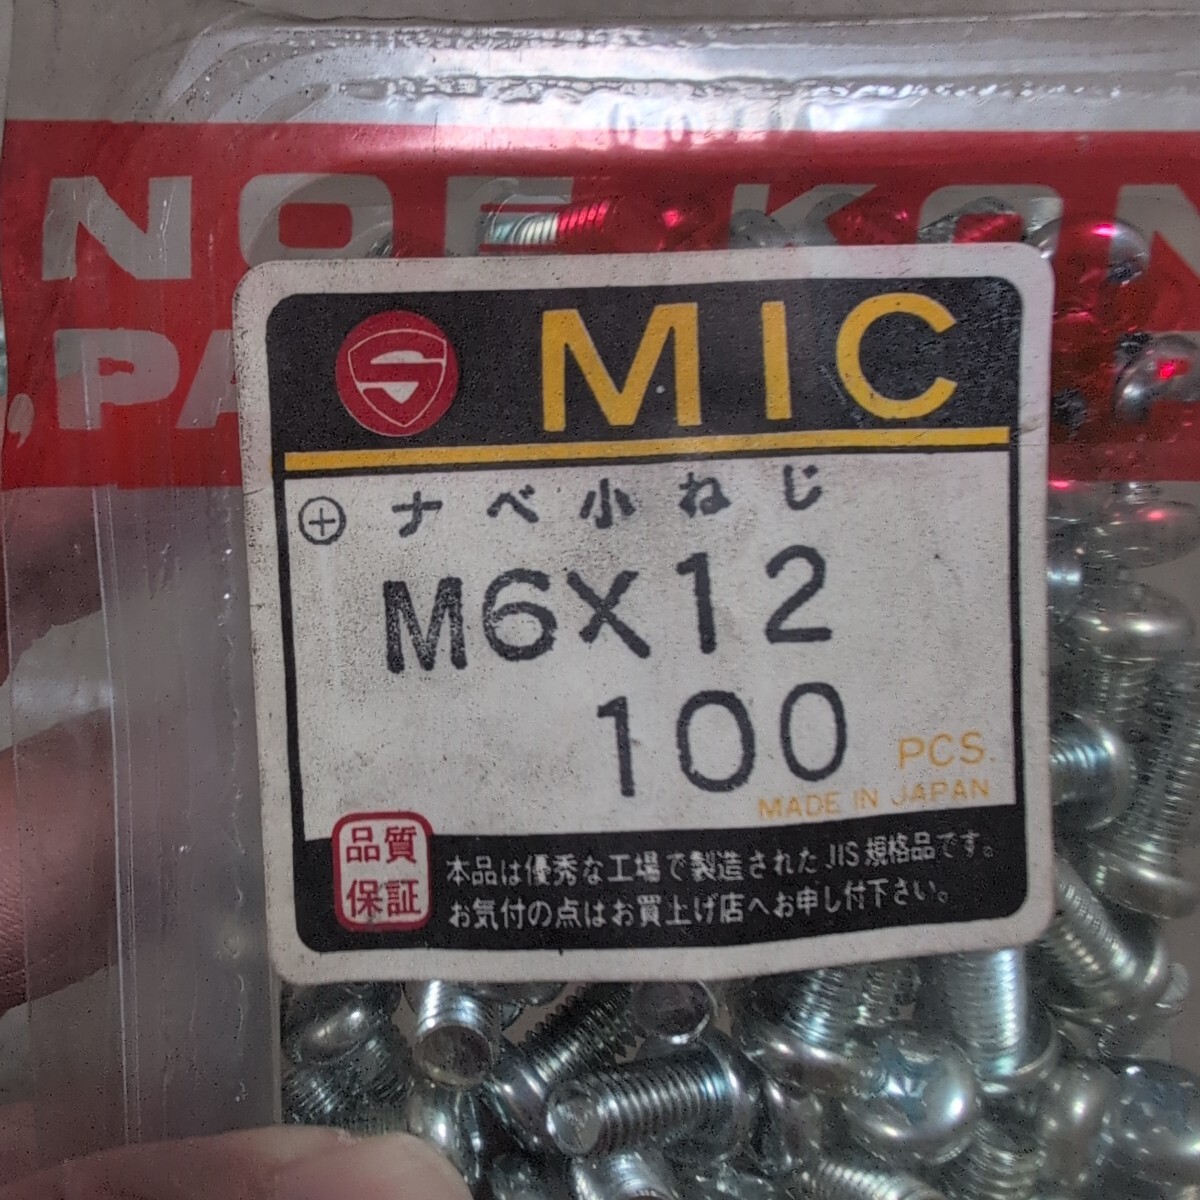 MIC
⊕ ナベ小ねじ
M6X12
100
PCS
MADE IN JAPAN
品質
保証
本品は優秀な工場で製造されたJIS規格品です。
お気付の点はお買上げ店へお申し付下さい。